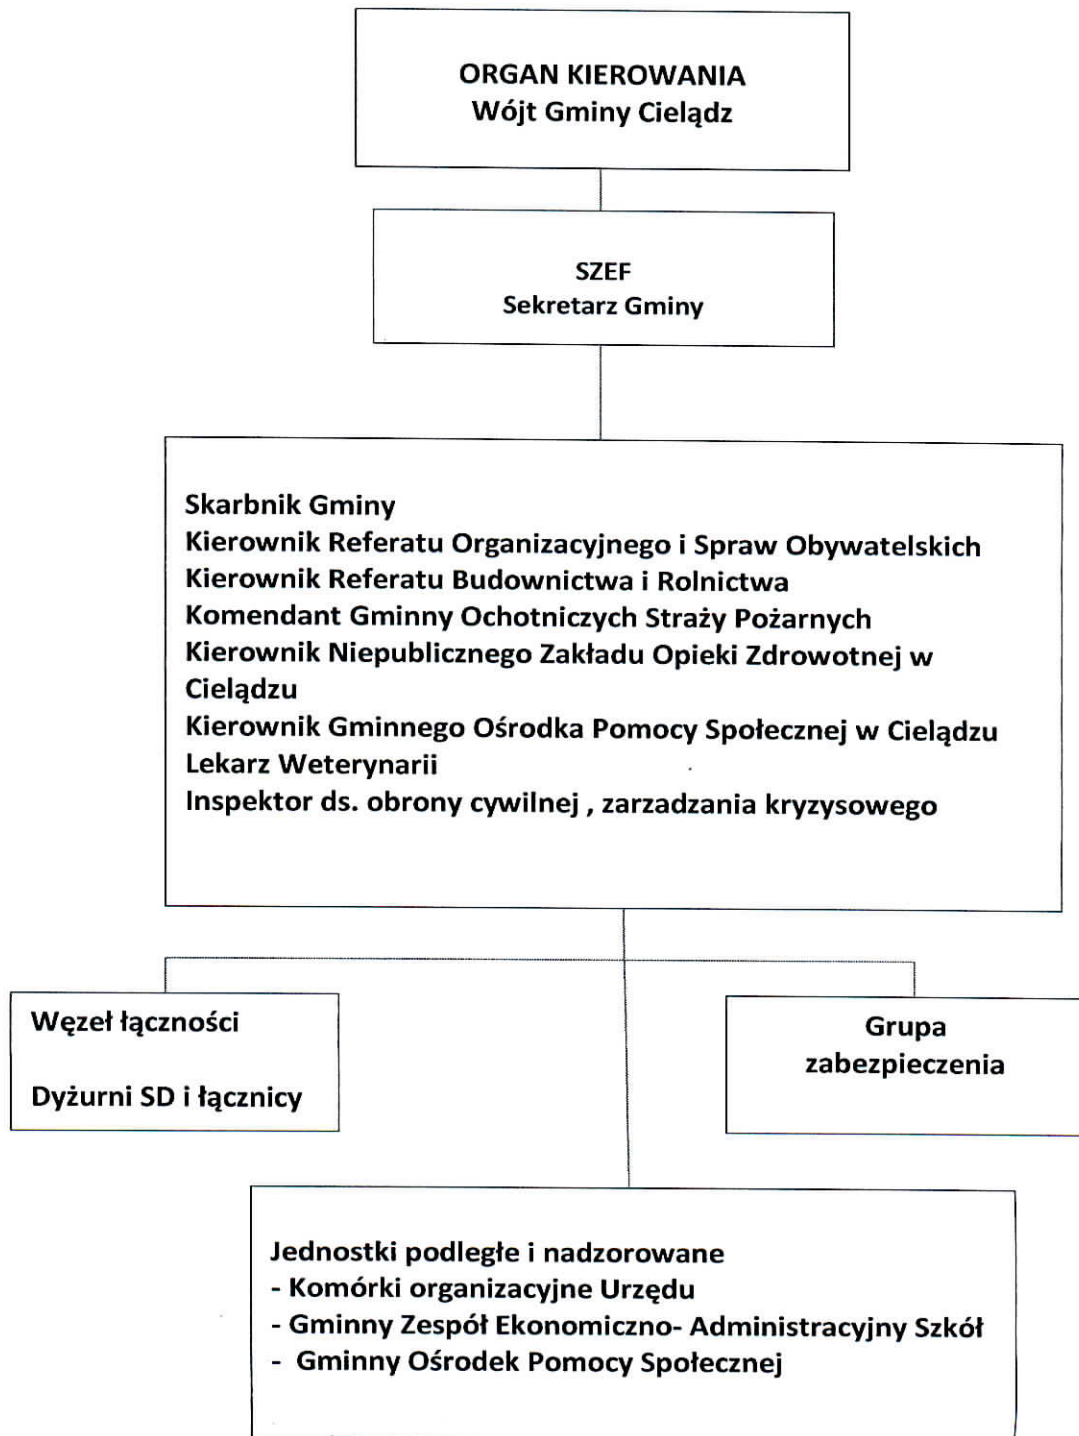 ORGAN KIEROWANIA
Wójt Gminy Cielądz
SZEF
Sekretarz Gminy
Skarbnik Gminy
Kierownik Referatu Organizacyjnego i Spraw Obywatelskich
Kierownik Referatu Budownictwa i Rolnictwa
Komendant Gminny Ochotniczych Straży Pożarnych
Kierownik Niepublicznego Zakładu Opieki Zdrowotnej w
Cielądzu
Kierownik Gminnego Ośrodka Pomocy Społecznej w Cielądzu
Lekarz Weterynarii
Inspektor ds. obrony cywilnej , zarzadzania kryzysowego
Węzeł łączności
Dyżurni SD i łącznicy
Grupa
zabezpieczenia
Jednostki podległe i nadzorowane
- Komórki organizacyjne Urzędu
- Gminny Zespół Ekonomiczno- Administracyjny Szkół
- Gminny Ośrodek Pomocy Społecznej